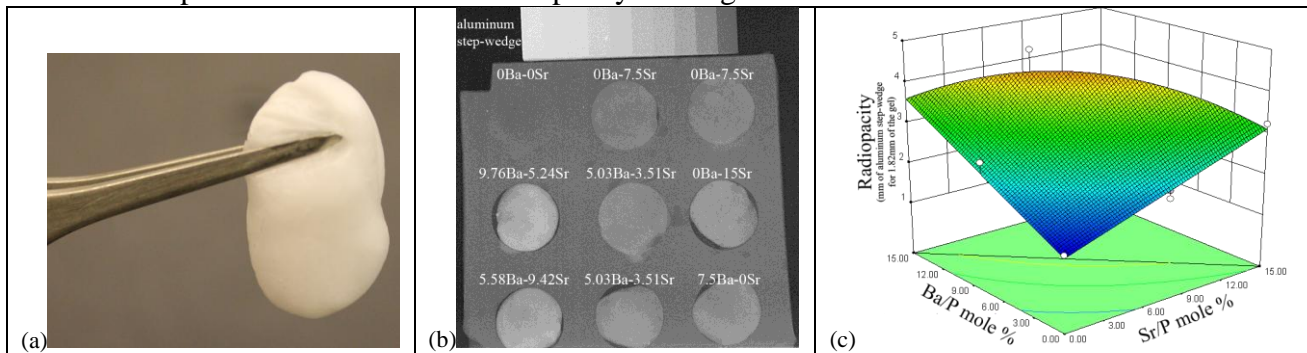 aluminum
step-wedge
0Ba-0Sr 0Ba-7.5Sr 0Ba-7.5Sr
9.76Ba-5.24Sr 5.03Ba-3.51Sr 0Ba-15Sr
5.58Ba-9.42Sr 5.03Ba-3.51Sr 7.5Ba-0Sr
(a)
(b)
5
4
3
2
1
Radiopacity
(mm of aluminum step-wedge
for 1.82mm of the gel)
15.00
12.00
9.00
6.00
3.00
0.00
Ba/P mole %
0.00
3.00
6.00
9.00
12.00
15.00
Sr/P mole %
(c)